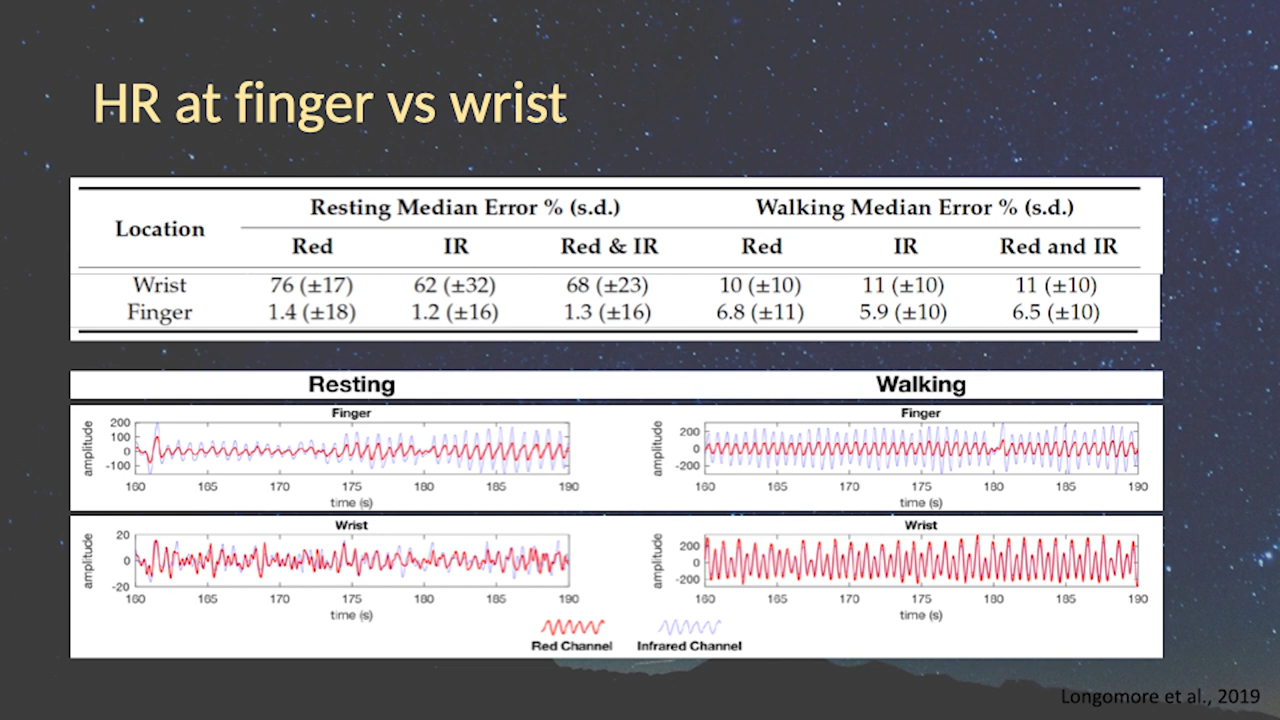 HR at finger vs wrist
Location Resting Median Error % (s.d.) Walking Median Error % (s.d.)
Red IR Red & IR Red IR Red and IR
Wrist 76 (±17) 62 (±32) 68 (±23) 10 (±10) 11 (±10) 11 (±10)
Finger 1.4 (±18) 1.2 (±16) 1.3 (±16) 6.8 (±11) 5.9 (±10) 6.5 (±10)
Resting Walking
Finger
amplitude
200
100
0
-100
160 165 170 175 180 185 190
time (s)
Finger
amplitude
200
0
-200
160 165 170 175 180 185 190
time (s)
Wrist
amplitude
20
0
-20
160 165 170 175 180 185 190
time (s)
Wrist
amplitude
200
0
-200
160 165 170 175 180 185 190
time (s)
Red Channel Infrared Channel
Longomore et al., 2019